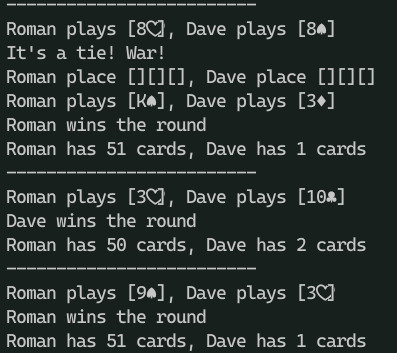 -------------------------
Roman plays [8♡], Dave plays [8♠]
It's a tie! War!
Roman place [][][], Dave place [][][]
Roman plays [K♠], Dave plays [3♦]
Roman wins the round
Roman has 51 cards, Dave has 1 cards
-------------------------
Roman plays [3♡], Dave plays [10♣]
Dave wins the round
Roman has 50 cards, Dave has 2 cards
-------------------------
Roman plays [9♠], Dave plays [3♡]
Roman wins the round
Roman has 51 cards, Dave has 1 cards